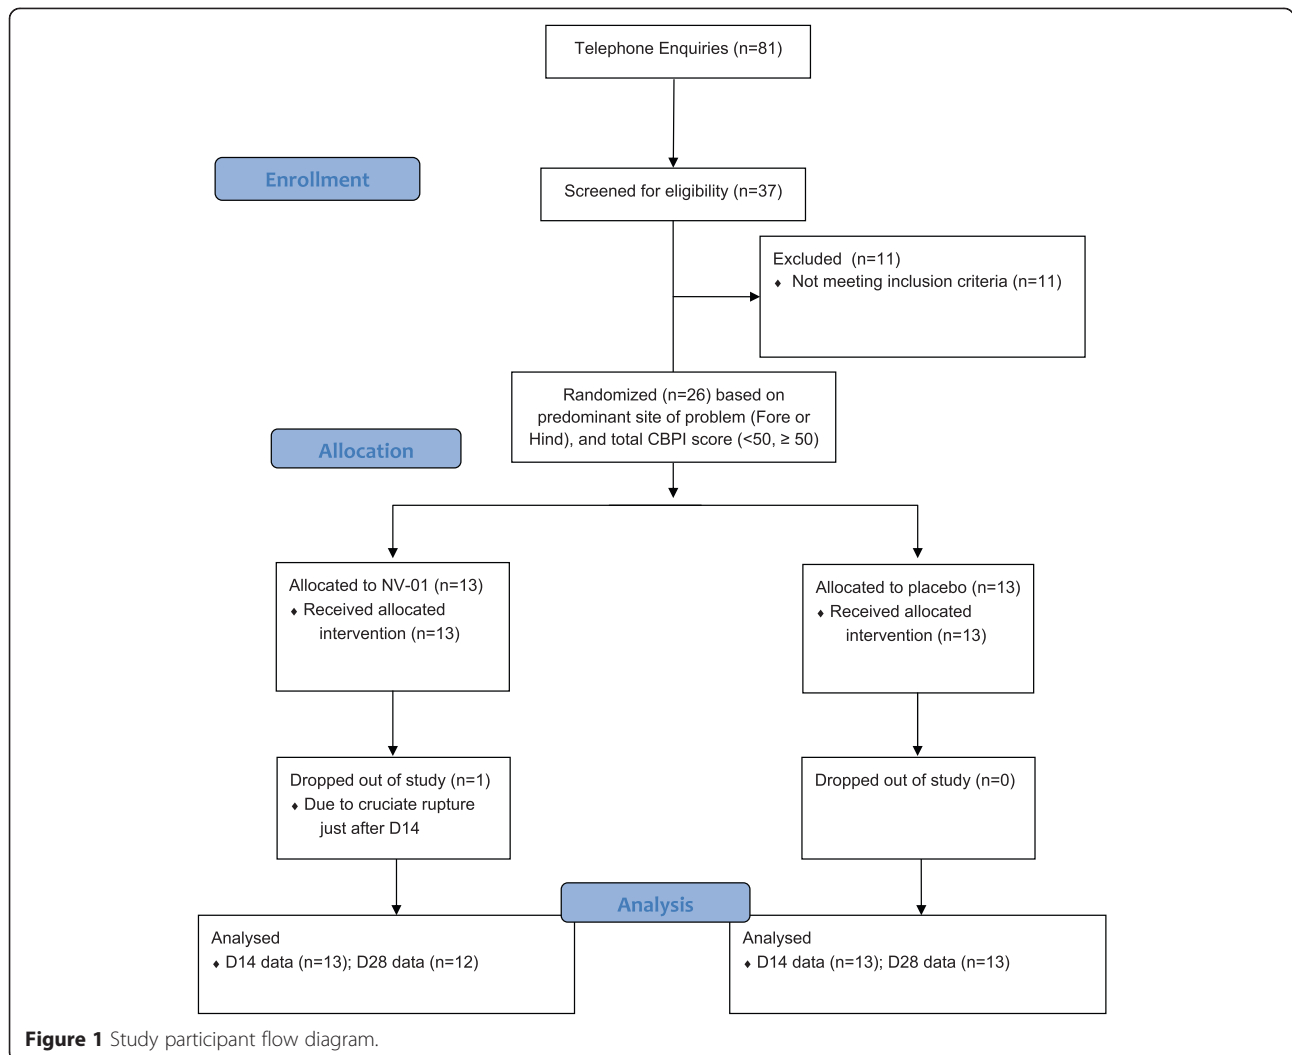 Telephone Enquiries (n=81)
Enrollment
Screened for eligibility (n=37)
Excluded  (n=11)
♦ Not meeting inclusion criteria (n=11)
Randomized (n=26) based on
predominant site of problem (Fore or
Hind), and total CBPI score (<50, ≥ 50)
Allocation
Allocated to NV-01 (n=13)
♦ Received allocated
intervention (n=13)
Allocated to placebo (n=13)
♦ Received allocated
intervention (n=13)
Dropped out of study (n=1)
♦ Due to cruciate rupture
just after D14
Dropped out of study (n=0)
Analysis
Analysed
♦ D14 data (n=13); D28 data (n=12)
Analysed
♦ D14 data (n=13); D28 data (n=13)
Figure 1 Study participant flow diagram.